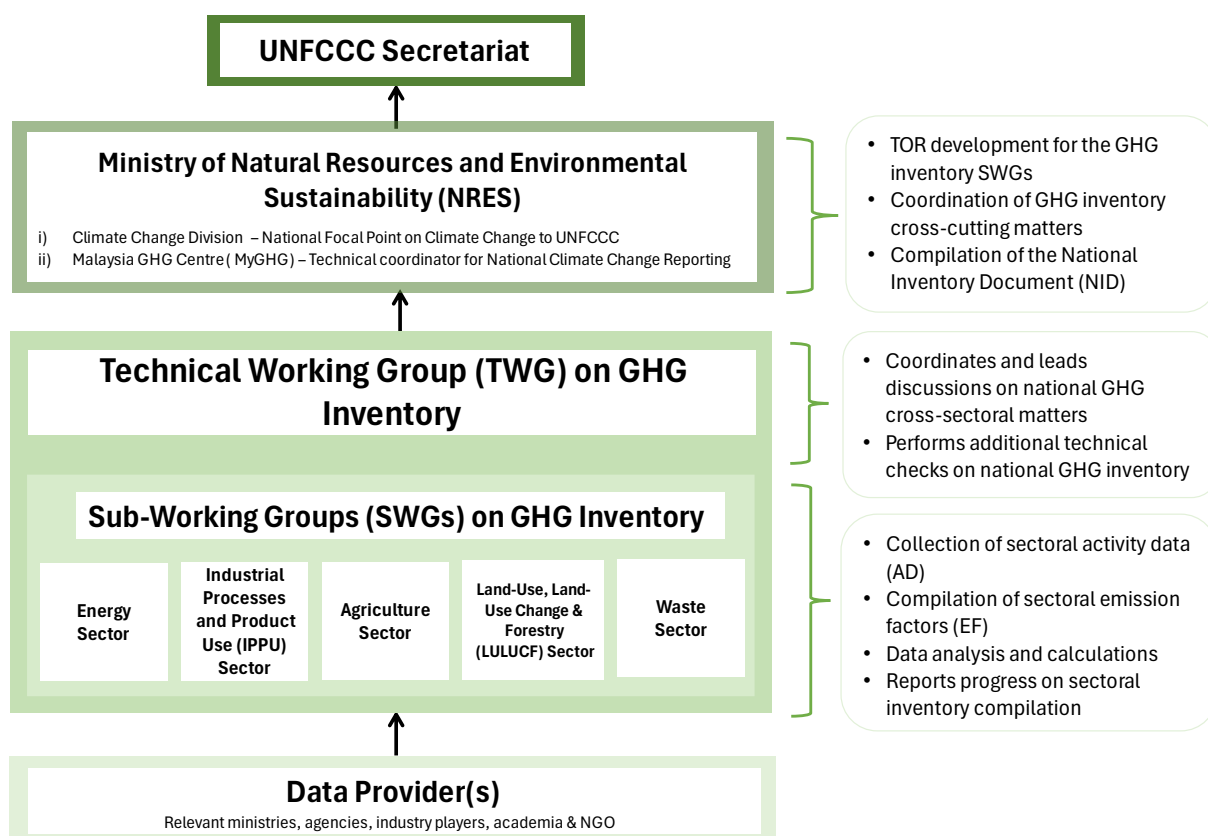 UNFCCC Secretariat
Ministry of Natural Resources and Environmental
Sustainability (NRES)
i) Climate Change Division – National Focal Point on Climate Change to UNFCCC
ii) Malaysia GHG Centre ( MyGHG ) – Technical coordinator for National Climate Change Reporting
• TOR development for the GHG
inventory SWGs
• Coordination of GHG inventory
cross-cutting matters
• Compilation of the National
Inventory Document (NID)
Technical Working Group (TWG) on GHG
Inventory
• Coordinates and leads
discussions on national GHG
cross-sectoral matters
• Performs additional technical
checks on national GHG inventory
Sub-Working Groups (SWGs) on GHG Inventory
Energy
Sector
Industrial
Processes
and Product
Use (IPPU)
Sector
Agriculture
Sector
Land-Use, Land-
Use Change &
Forestry
(LULUCF) Sector
Waste
Sector
• Collection of sectoral activity data
(AD)
• Compilation of sectoral emission
factors (EF)
• Data analysis and calculations
• Reports progress on sectoral
inventory compilation
Data Provider(s)
Relevant ministries, agencies, industry players, academia & NGO